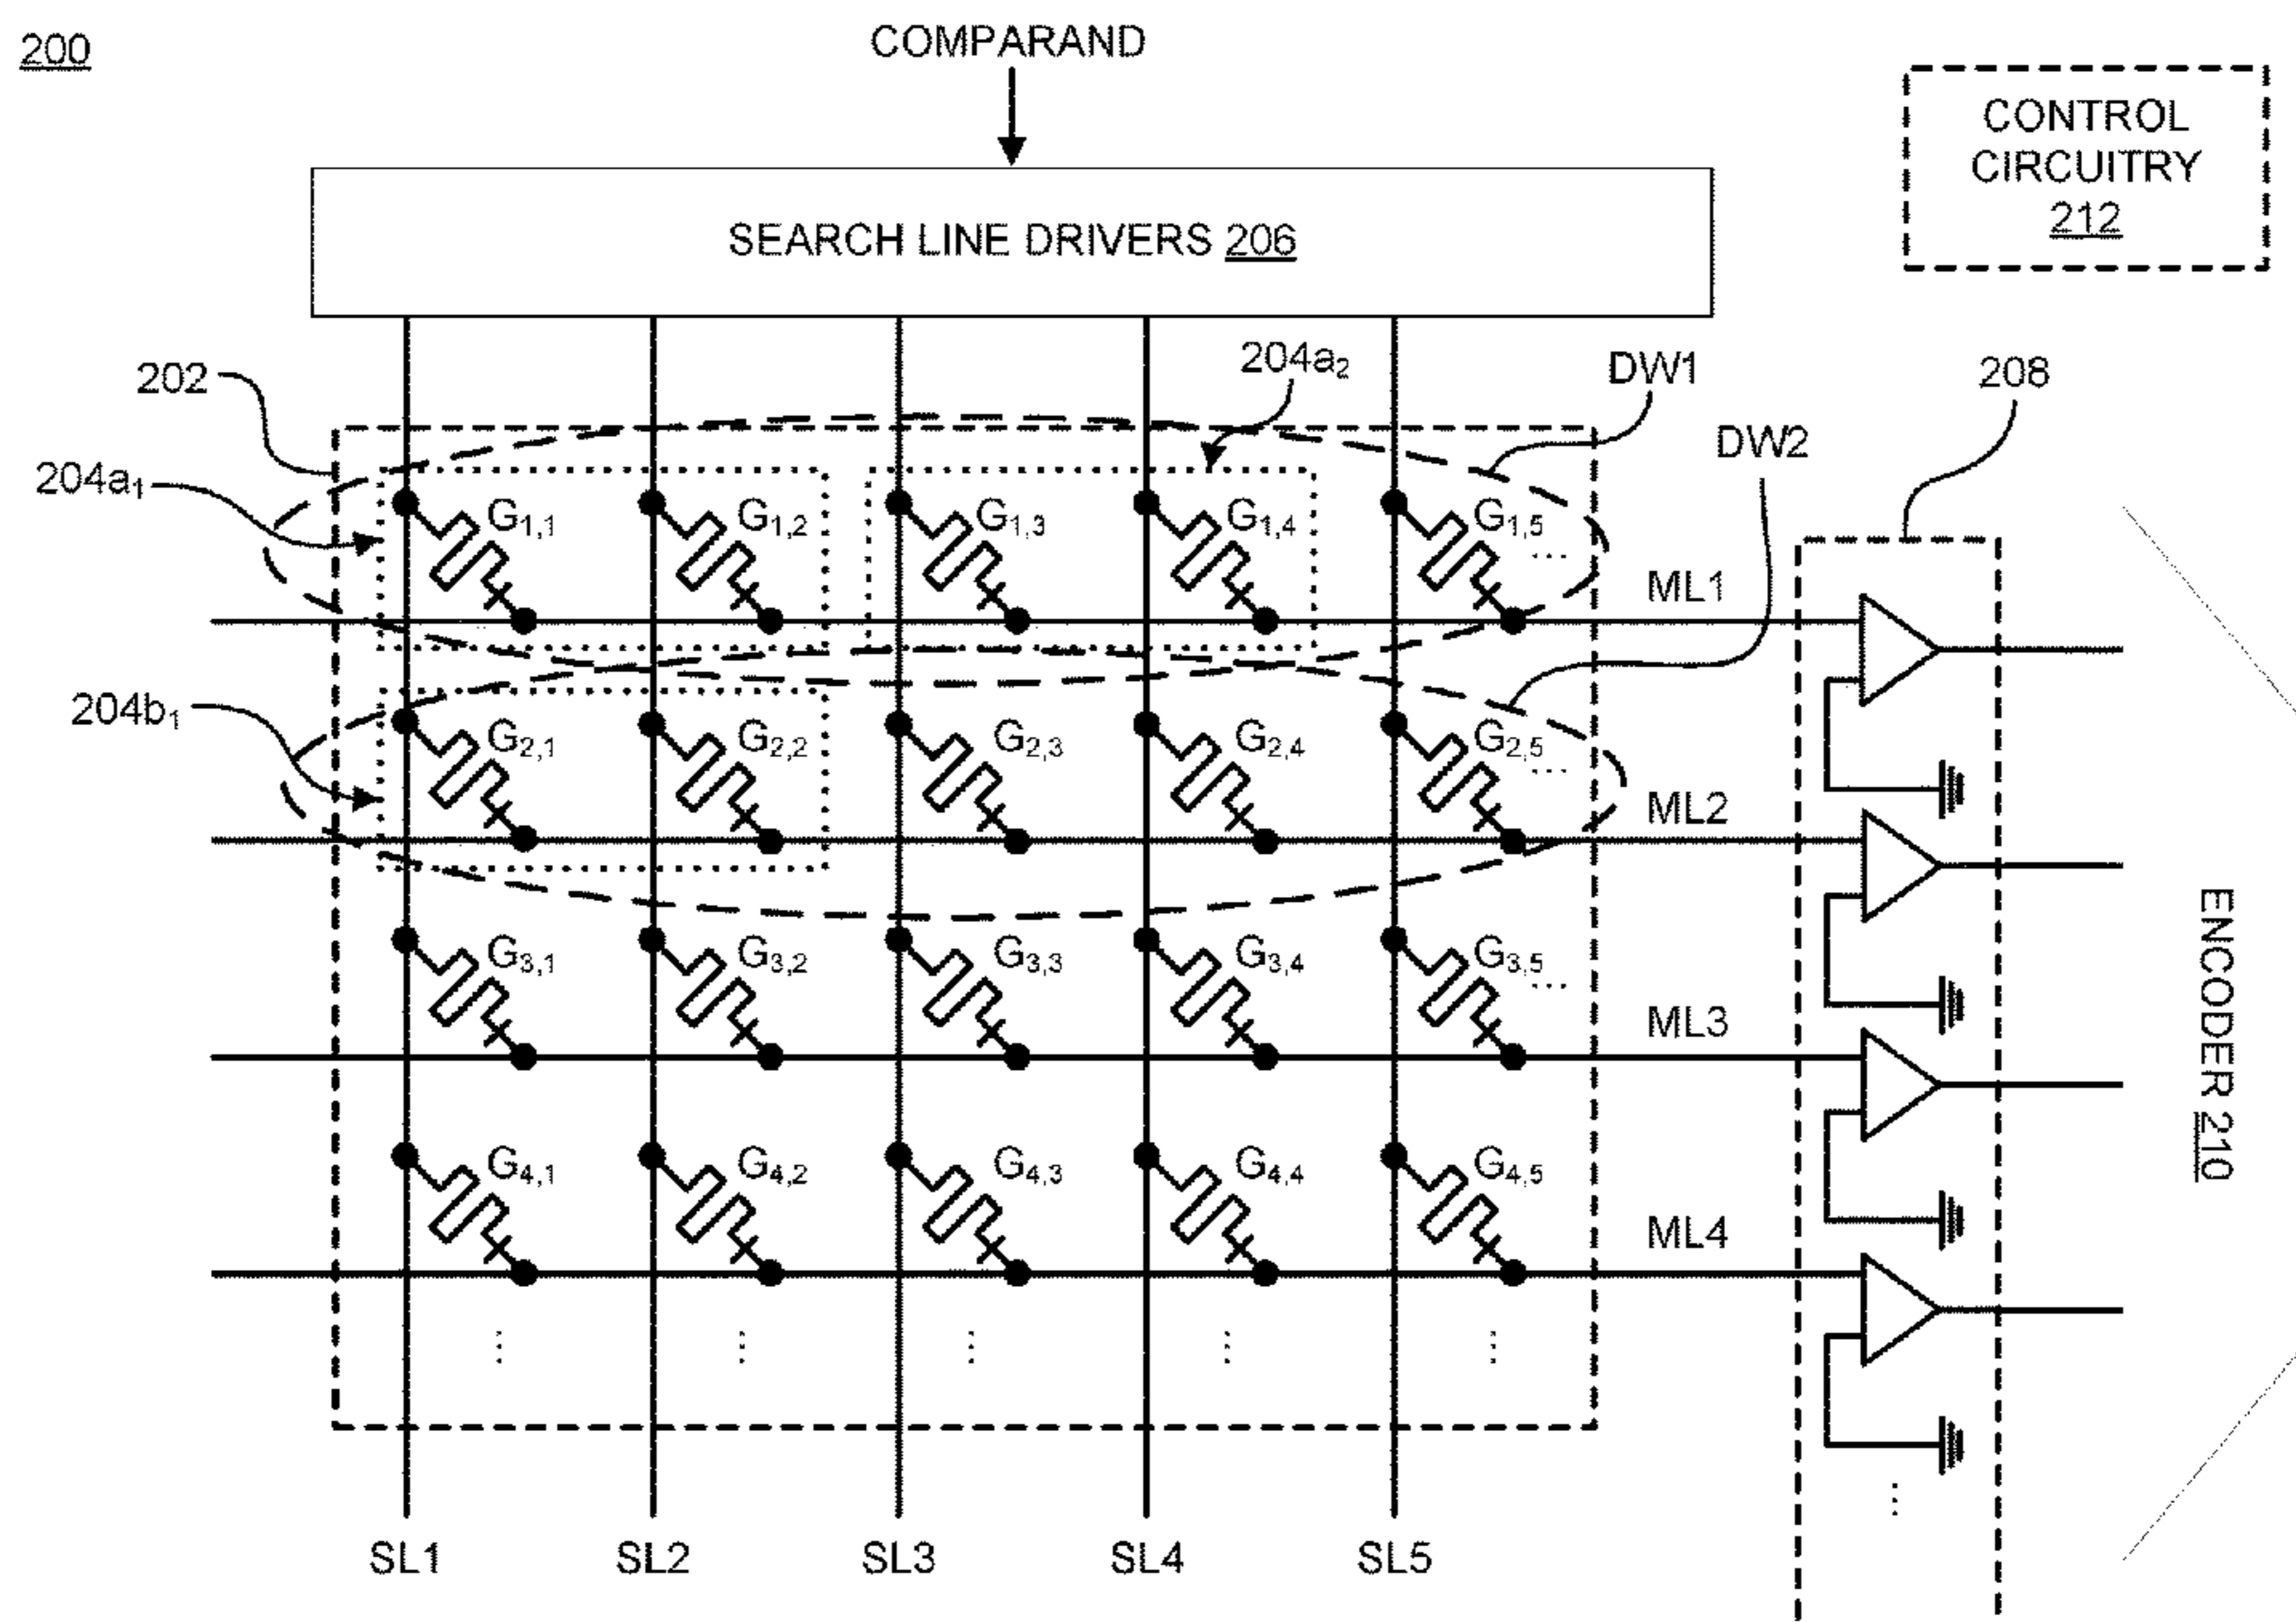 200
COMPARAND
CONTROL
CIRCUITRY
212
SEARCH LINE DRIVERS 206
202
204a₂
DW1
208
DW2
204a₁
G₁,₁ G₁,₂ G₁,₃ G₁,₄ G₁,₅ ...
ML1
204b₁
G₂,₁ G₂,₂ G₂,₃ G₂,₄ G₂,₅ ...
ML2
G₃,₁ G₃,₂ G₃,₃ G₃,₄ G₃,₅ ...
ML3
ENCODER 210
G₄,₁ G₄,₂ G₄,₃ G₄,₄ G₄,₅
ML4
SL1 SL2 SL3 SL4 SL5